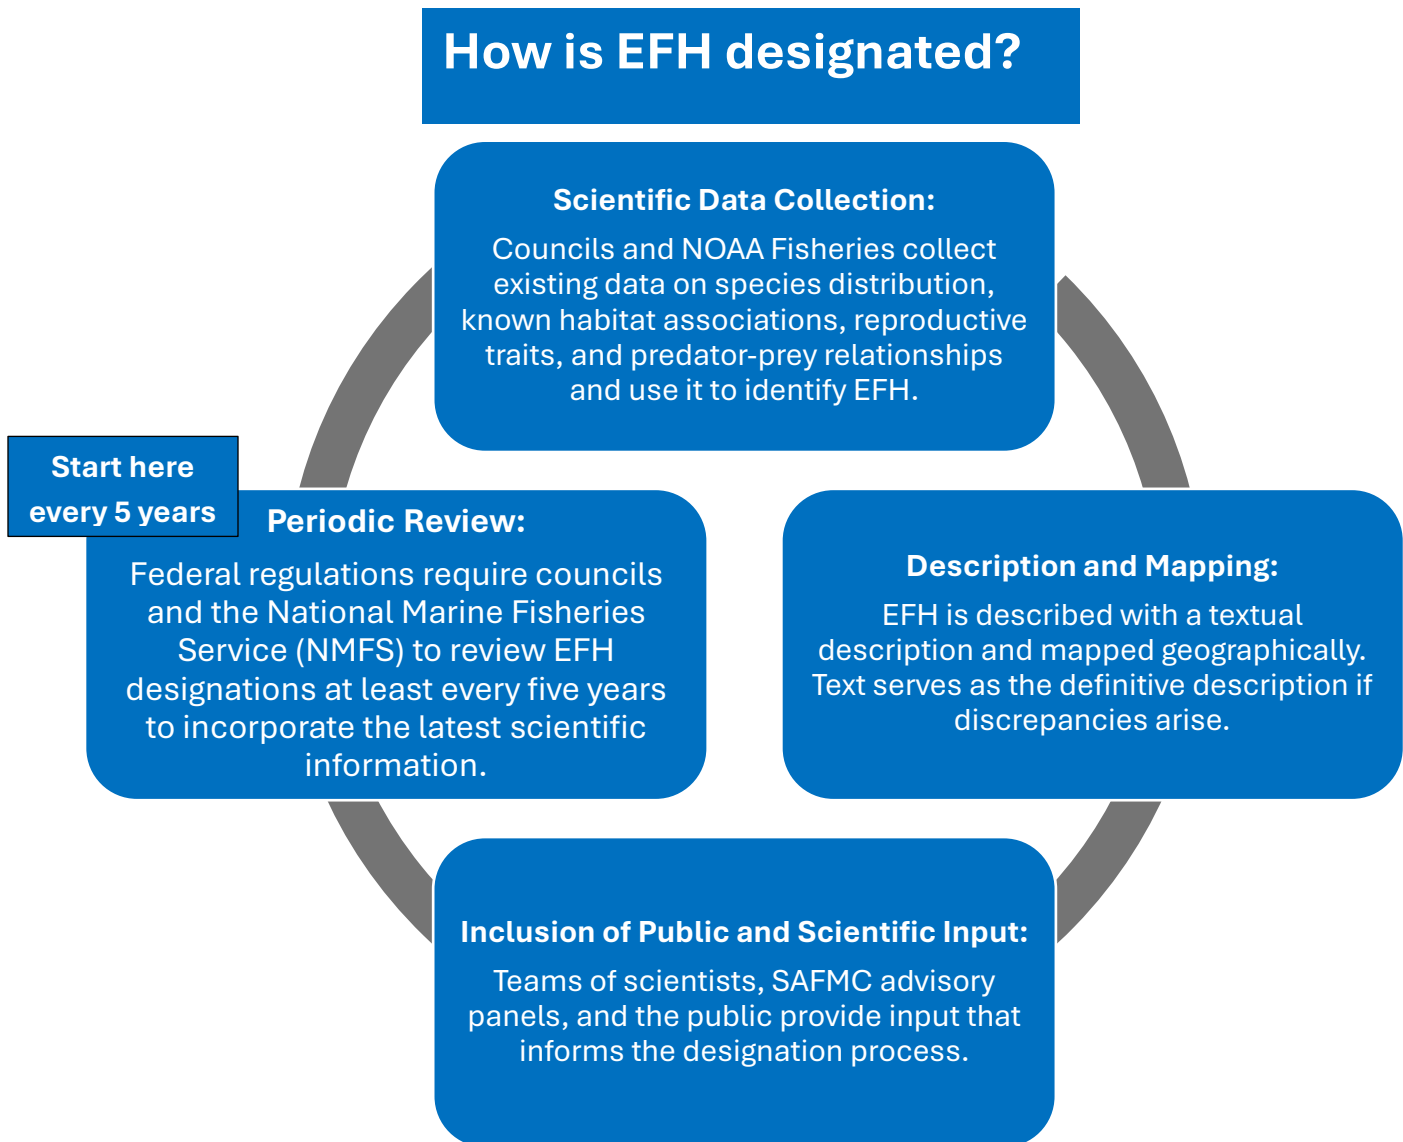 How is EFH designated?
Scientific Data Collection:
Councils and NOAA Fisheries collect
existing data on species distribution,
known habitat associations, reproductive
traits, and predator-prey relationships
and use it to identify EFH.
Start here
every 5 years
Periodic Review:
Federal regulations require councils
and the National Marine Fisheries
Service (NMFS) to review EFH
designations at least every five years
to incorporate the latest scientific
information.
Description and Mapping:
EFH is described with a textual
description and mapped geographically.
Text serves as the definitive description if
discrepancies arise.
Inclusion of Public and Scientific Input:
Teams of scientists, SAFMC advisory
panels, and the public provide input that
informs the designation process.